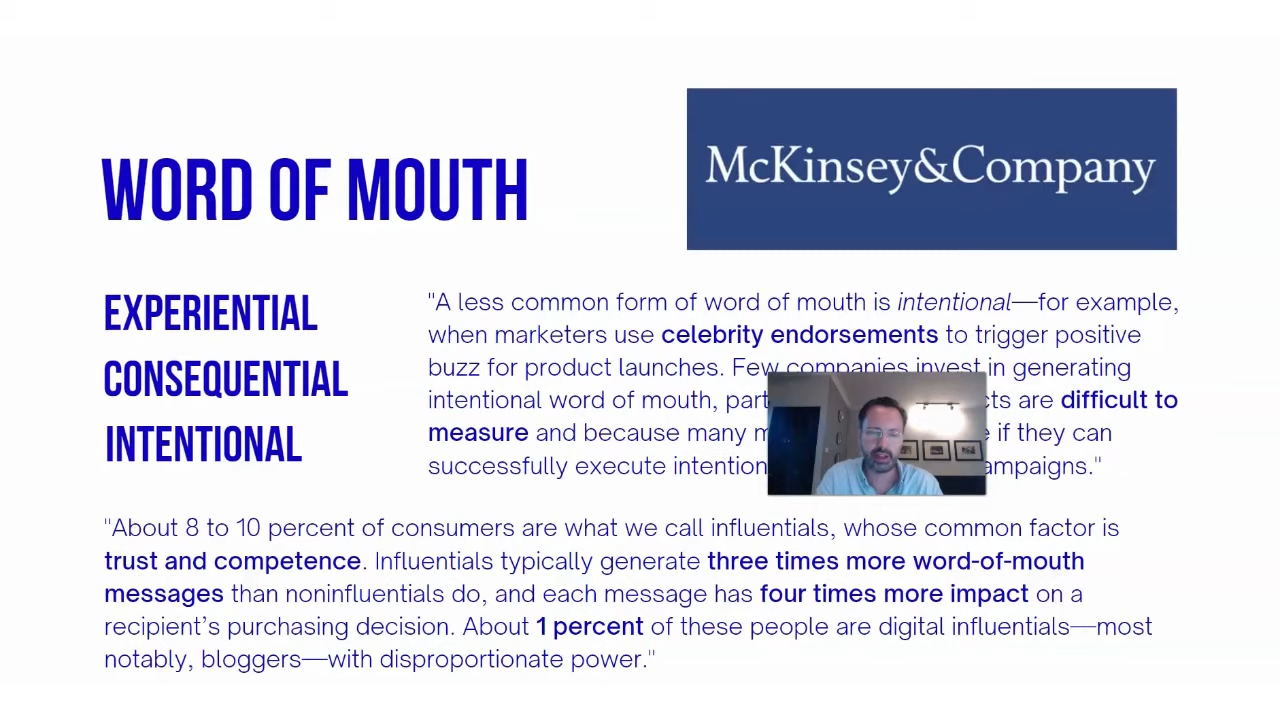 McKinsey&Company
WORD OF MOUTH
EXPERIENTIAL
CONSEQUENTIAL
INTENTIONAL
"A less common form of word of mouth is intentional—for example,
when marketers use celebrity endorsements to trigger positive
buzz for product launches. Few companies invest in generating
intentional word of mouth, are difficult to
measure and because many if they can
successfully execute
"About 8 to 10 percent of consumers are what we call influentials, whose common factor is
trust and competence. Influentials typically generate three times more word-of-mouth
messages than noninfluentials do, and each message has four times more impact on a
recipient’s purchasing decision. About 1 percent of these people are digital influentials—most
notably, bloggers—with disproportionate power."